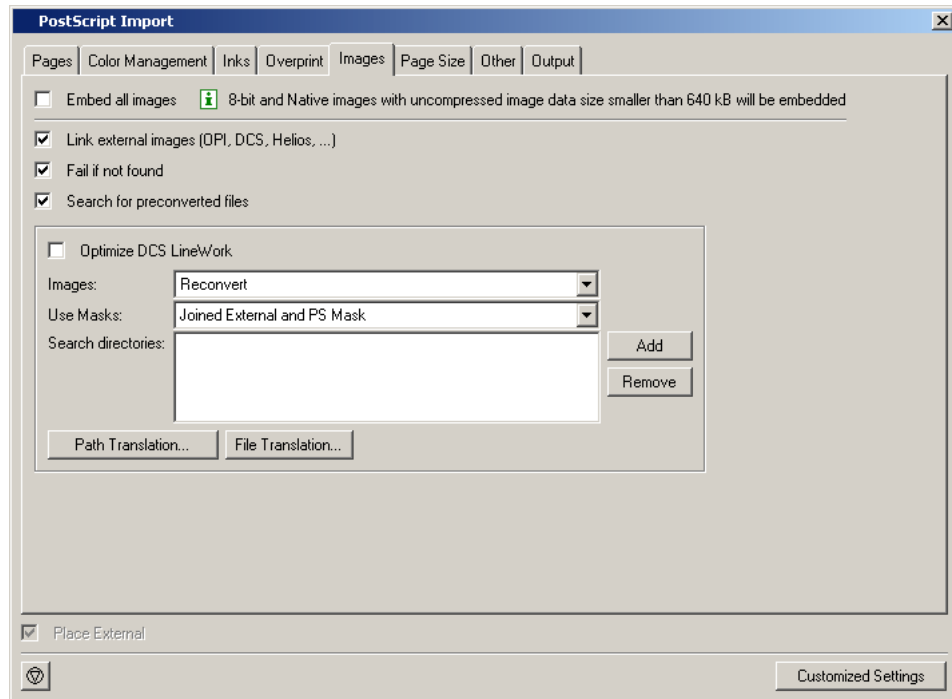 PostScript Import
Pages Color Management Inks Overprint Images Page Size Other Output
Embed all images 8-bit and Native images with uncompressed image data size smaller than 640 kB will be embedded
Link external images (OPI, DCS, Helios, ...)
Fail if not found
Search for preconverted files
Optimize DCS LineWork
Images: Reconvert
Use Masks: Joined External and PS Mask
Search directories: Add
Remove
Path Translation... File Translation...
Place External
Customized Settings